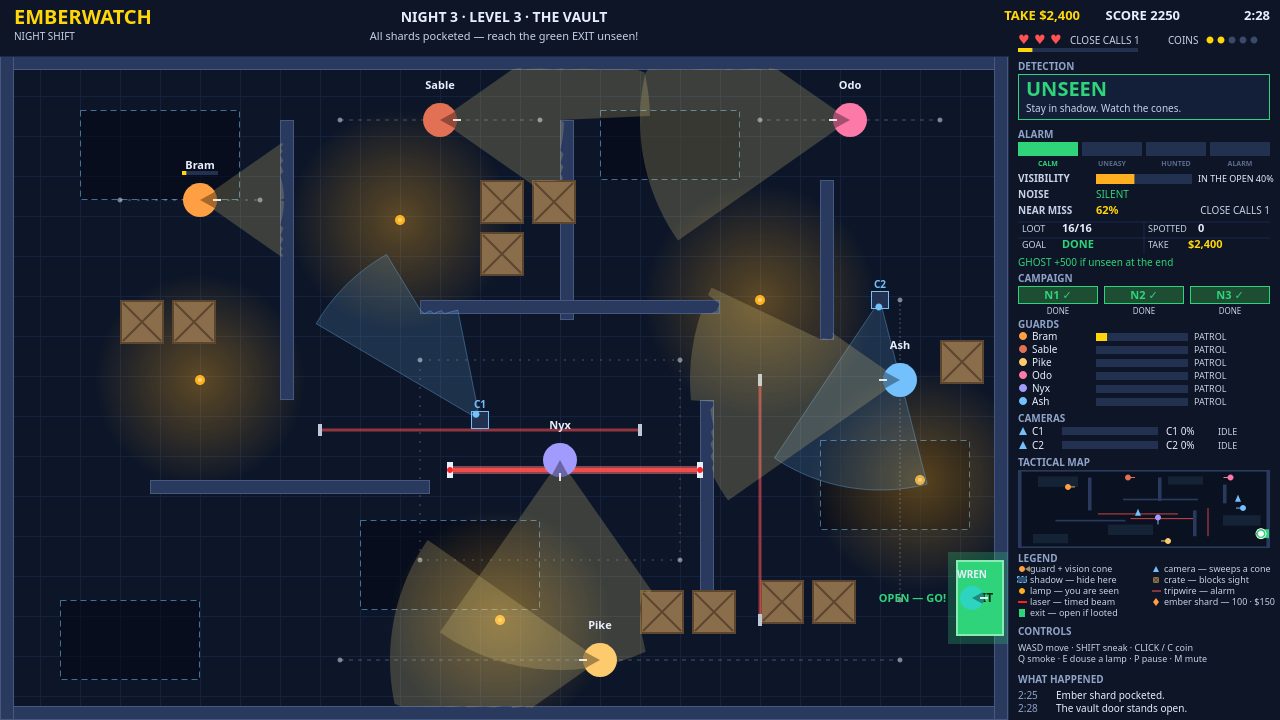 EMBERWATCH
NIGHT SHIFT
NIGHT 3 · LEVEL 3 · THE VAULT
All shards pocketed — reach the green EXIT unseen!
TAKE $2,400 SCORE 2250 2:28
CLOSE CALLS 1 COINS
Sable
Odo
Bram
C2
Ash
C1
Nyx
WREN
OPEN — GO!
Pike
DETECTION
UNSEEN
Stay in shadow. Watch the cones.
ALARM
CALM UNEASY HUNTED ALARM
VISIBILITY IN THE OPEN 40%
NOISE SILENT
NEAR MISS 62% CLOSE CALLS 1
LOOT 16/16 SPOTTED 0
GOAL DONE TAKE $2,400
GHOST +500 if unseen at the end
CAMPAIGN
N1 ✓ N2 ✓ N3 ✓
DONE DONE DONE
GUARDS
Bram PATROL
Sable PATROL
Pike PATROL
Odo PATROL
Nyx PATROL
Ash PATROL
CAMERAS
C1 C1 0% IDLE
C2 C2 0% IDLE
TACTICAL MAP
LEGEND
guard + vision cone camera — sweeps a cone
shadow — hide here crate — blocks sight
lamp — you are seen tripwire — alarm
laser — timed beam ember shard — 100 · $150
exit — open if looted
CONTROLS
WASD move · SHIFT sneak · CLICK / C coin
Q smoke · E douse a lamp · P pause · M mute
WHAT HAPPENED
2:25 Ember shard pocketed.
2:28 The vault door stands open.